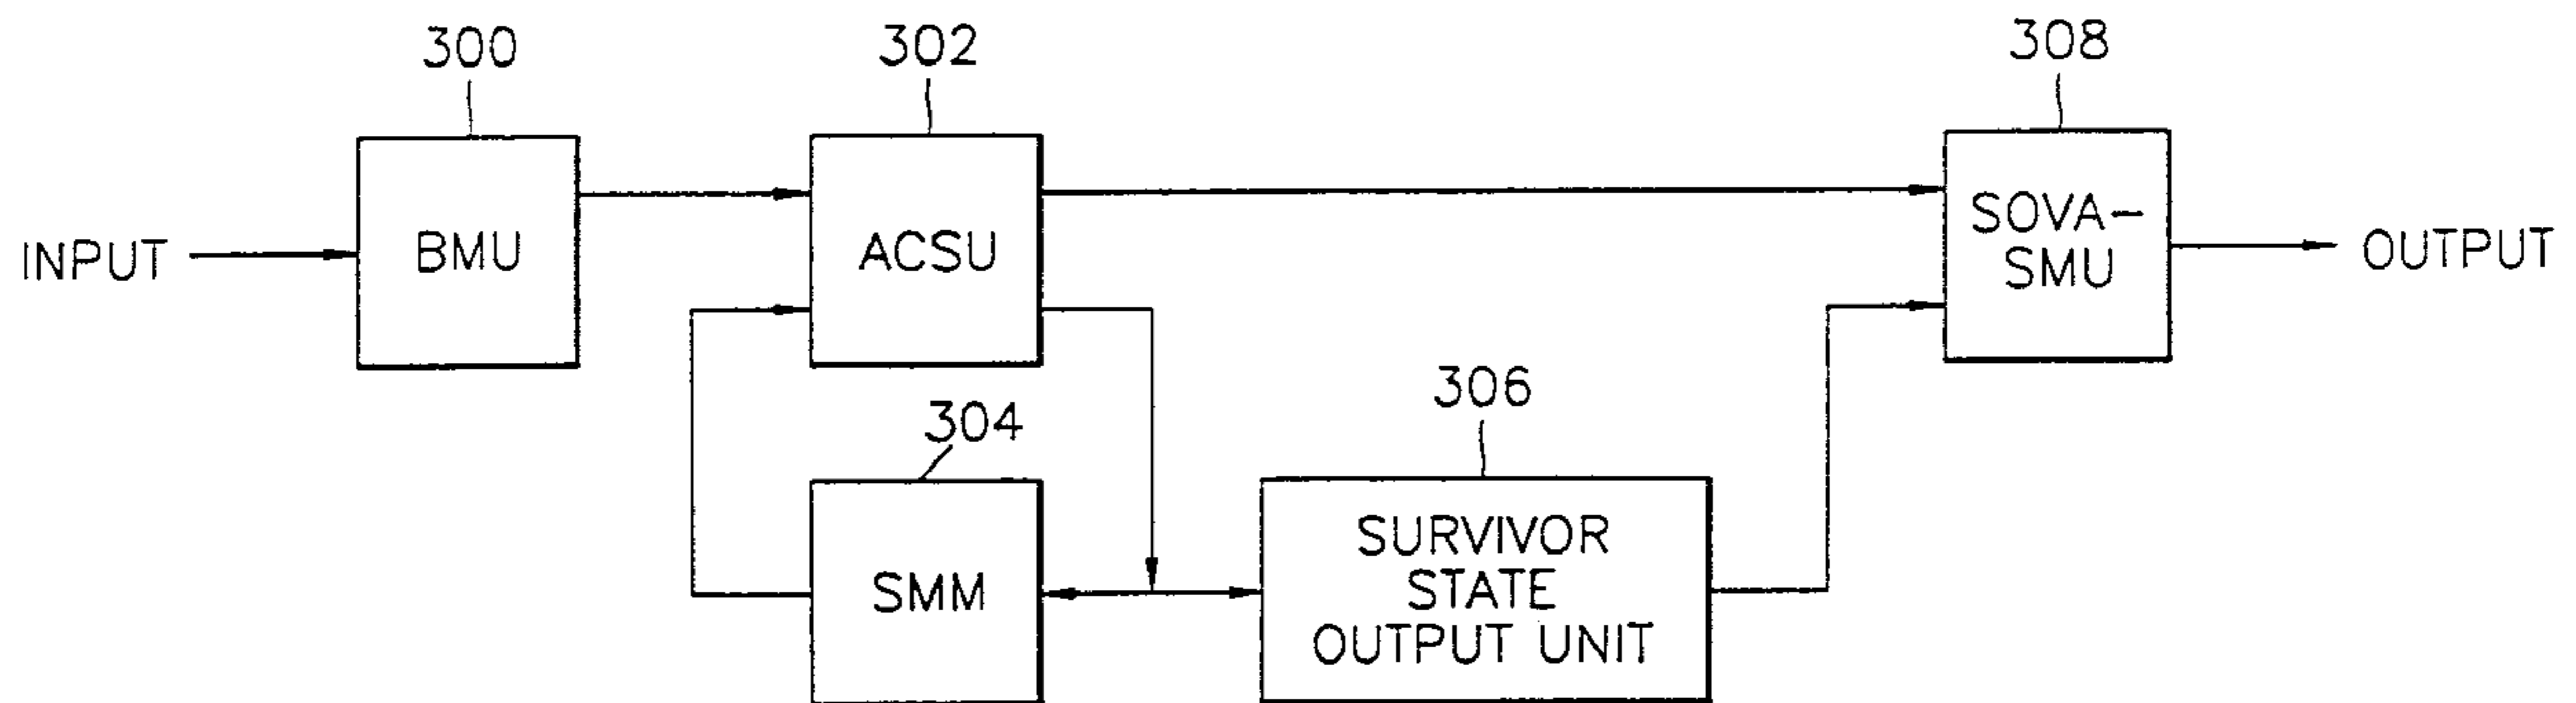 300
302
308
INPUT
BMU
ACSU
SOVA-
SMU
OUTPUT
304
306
SMM
SURVIVOR
STATE
OUTPUT UNIT